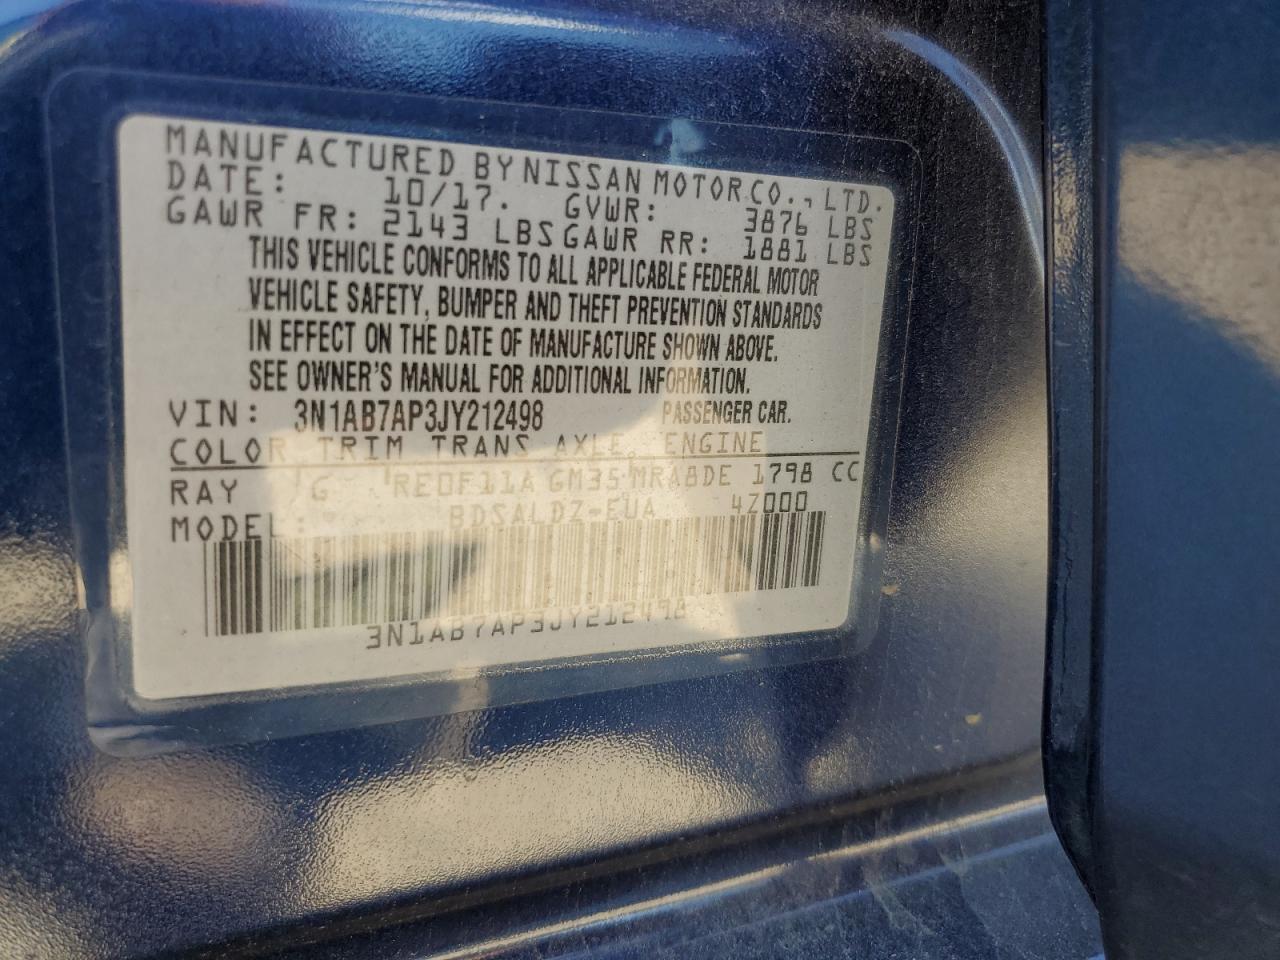 MANUFACTURED BY NISSAN MOTOR CO., LTD.
DATE: 10/17. GVWR: 3876 LBS
GAWR FR: 2143 LBS GAWR RR: 1881 LBS
THIS VEHICLE CONFORMS TO ALL APPLICABLE FEDERAL MOTOR
VEHICLE SAFETY, BUMPER AND THEFT PREVENTION STANDARDS
IN EFFECT ON THE DATE OF MANUFACTURE SHOWN ABOVE.
SEE OWNER'S MANUAL FOR ADDITIONAL INFORMATION.
VIN: 3N1AB7AP3JY212498 PASSENGER CAR.
COLOR TRIM TRANS AXLE ENGINE
RAY G RE0F11A GM35 MRA8DE 1798 CC
MODEL: BDSALDZ-EUA 4Z000
3N1AB7AP3JY212498